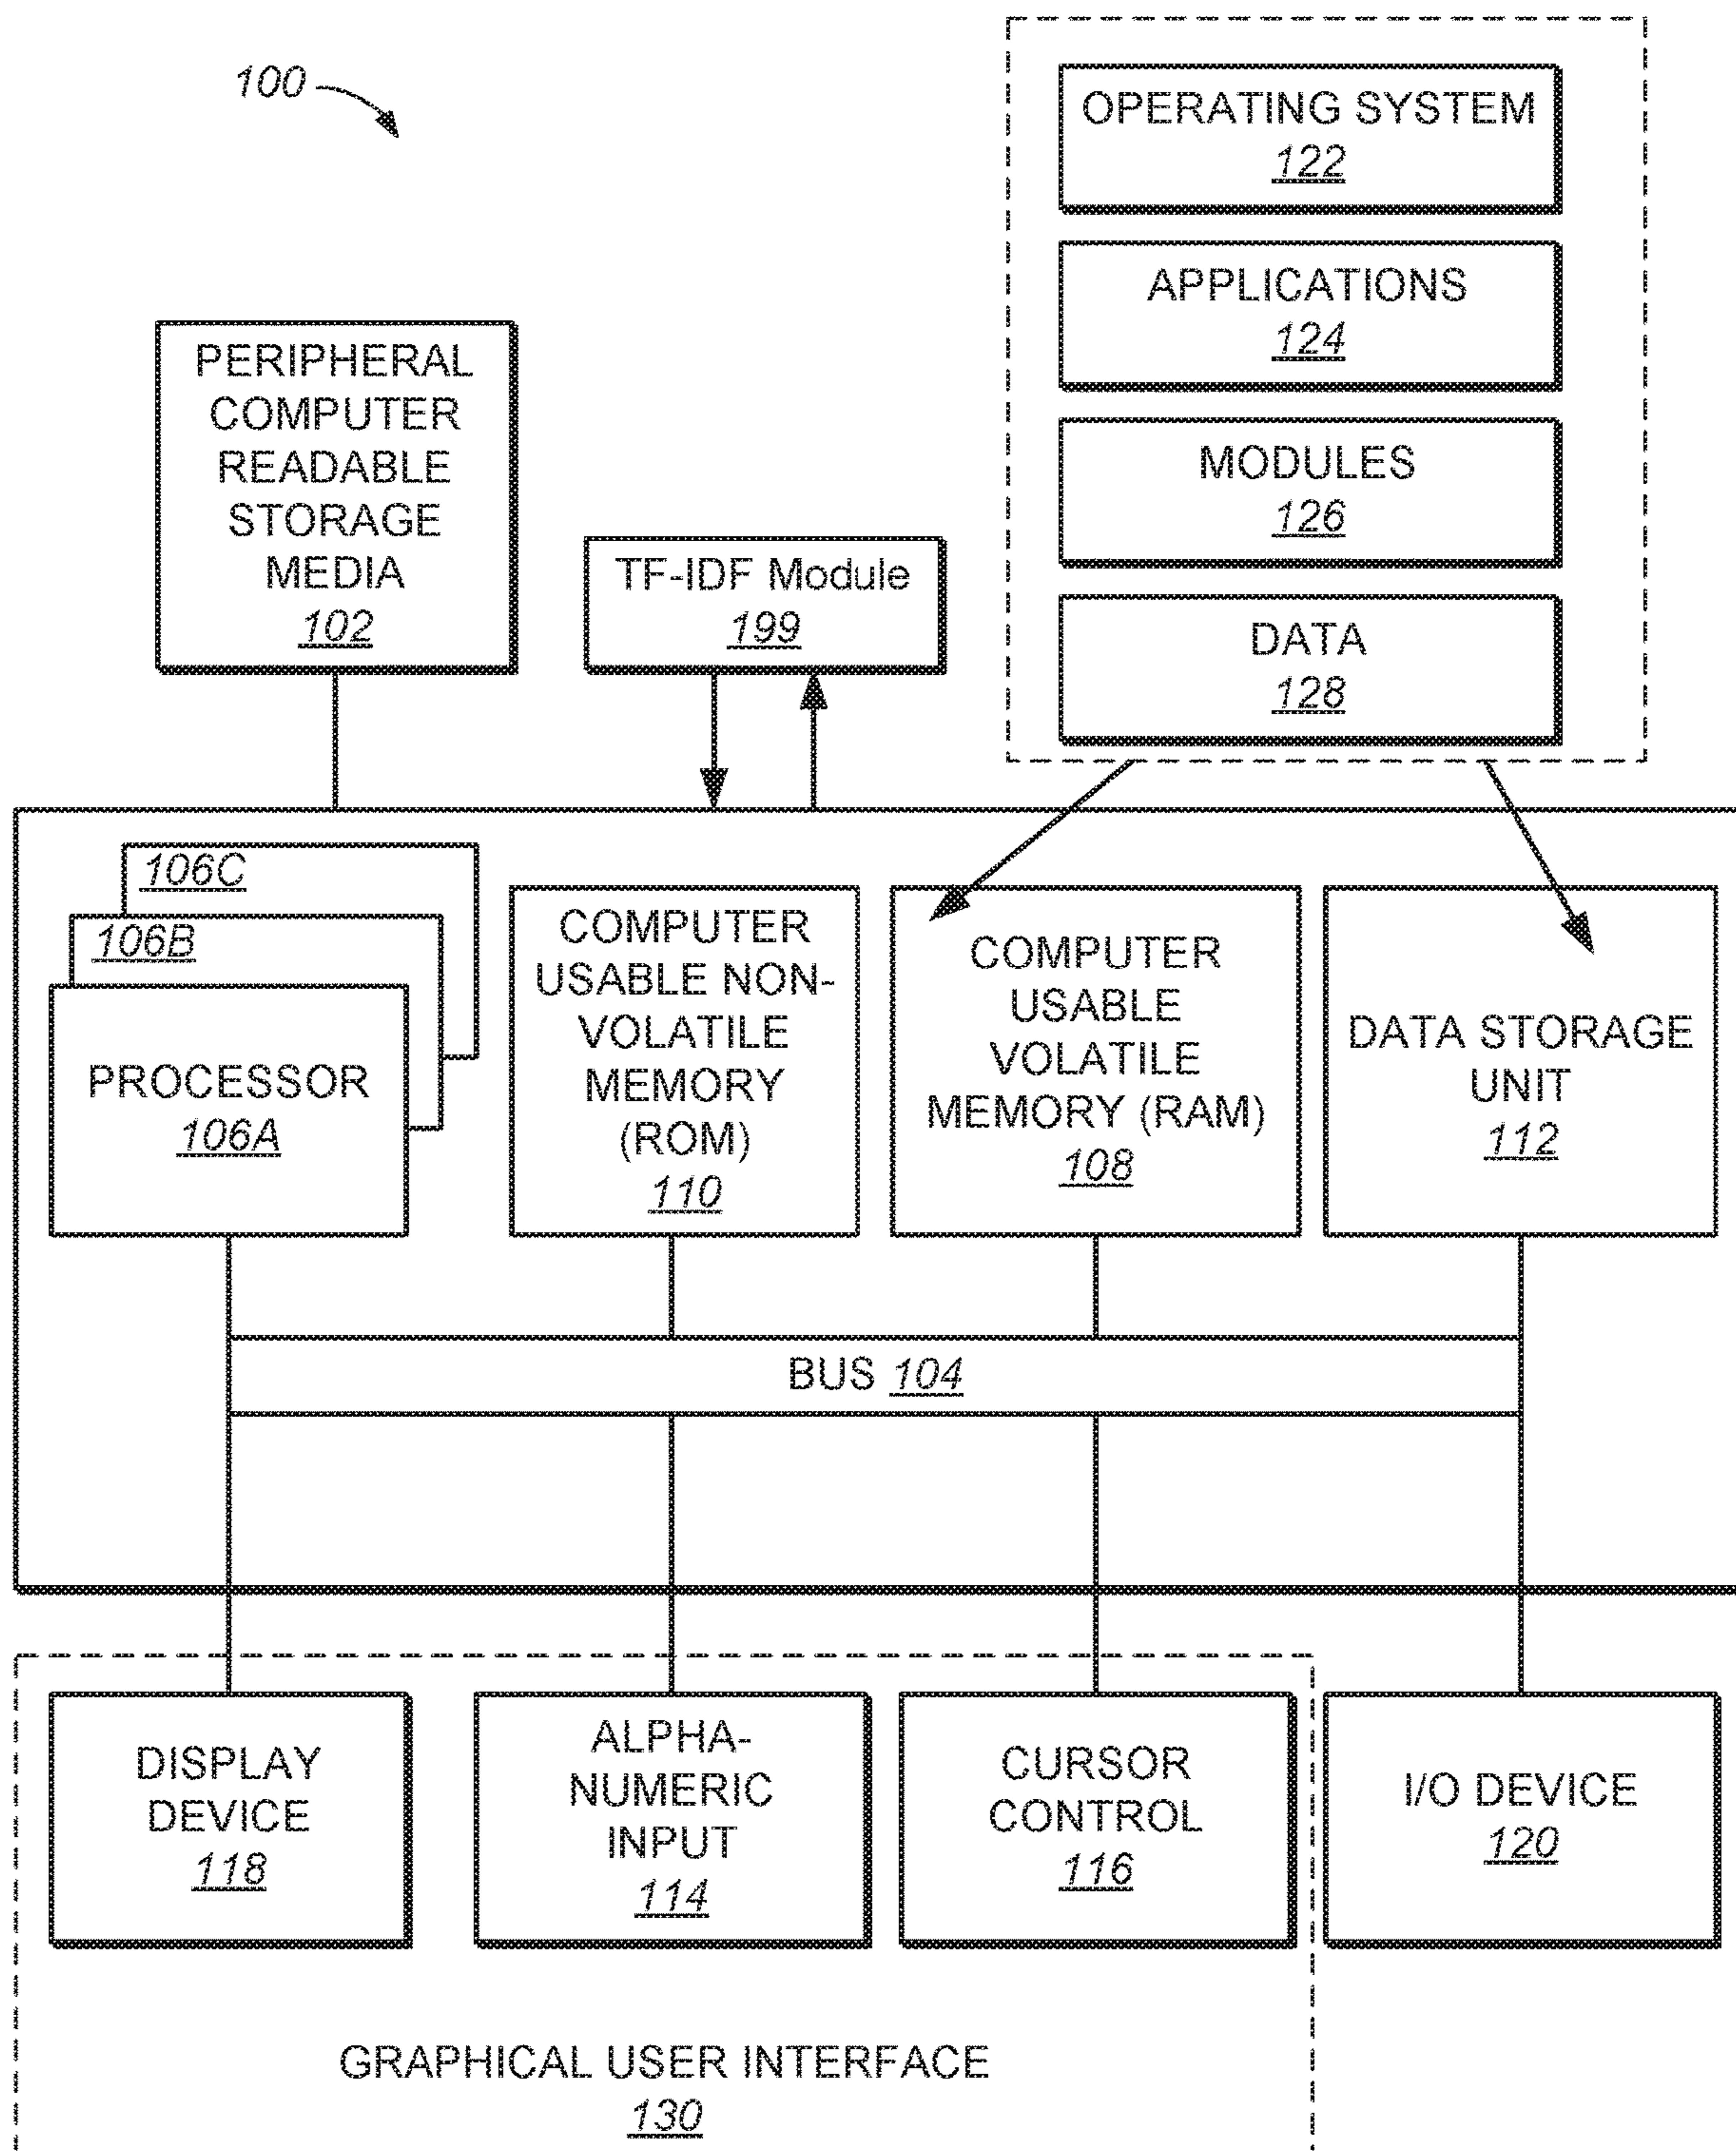 100
OPERATING SYSTEM
122
APPLICATIONS
124
MODULES
126
DATA
128
PERIPHERAL
COMPUTER
READABLE
STORAGE
MEDIA
102
TF-IDF Module
199
106C
106B
PROCESSOR
106A
COMPUTER
USABLE NON-
VOLATILE
MEMORY
(ROM)
110
COMPUTER
USABLE
VOLATILE
MEMORY (RAM)
108
DATA STORAGE
UNIT
112
BUS 104
DISPLAY
DEVICE
118
ALPHA-
NUMERIC
INPUT
114
CURSOR
CONTROL
116
I/O DEVICE
120
GRAPHICAL USER INTERFACE
130